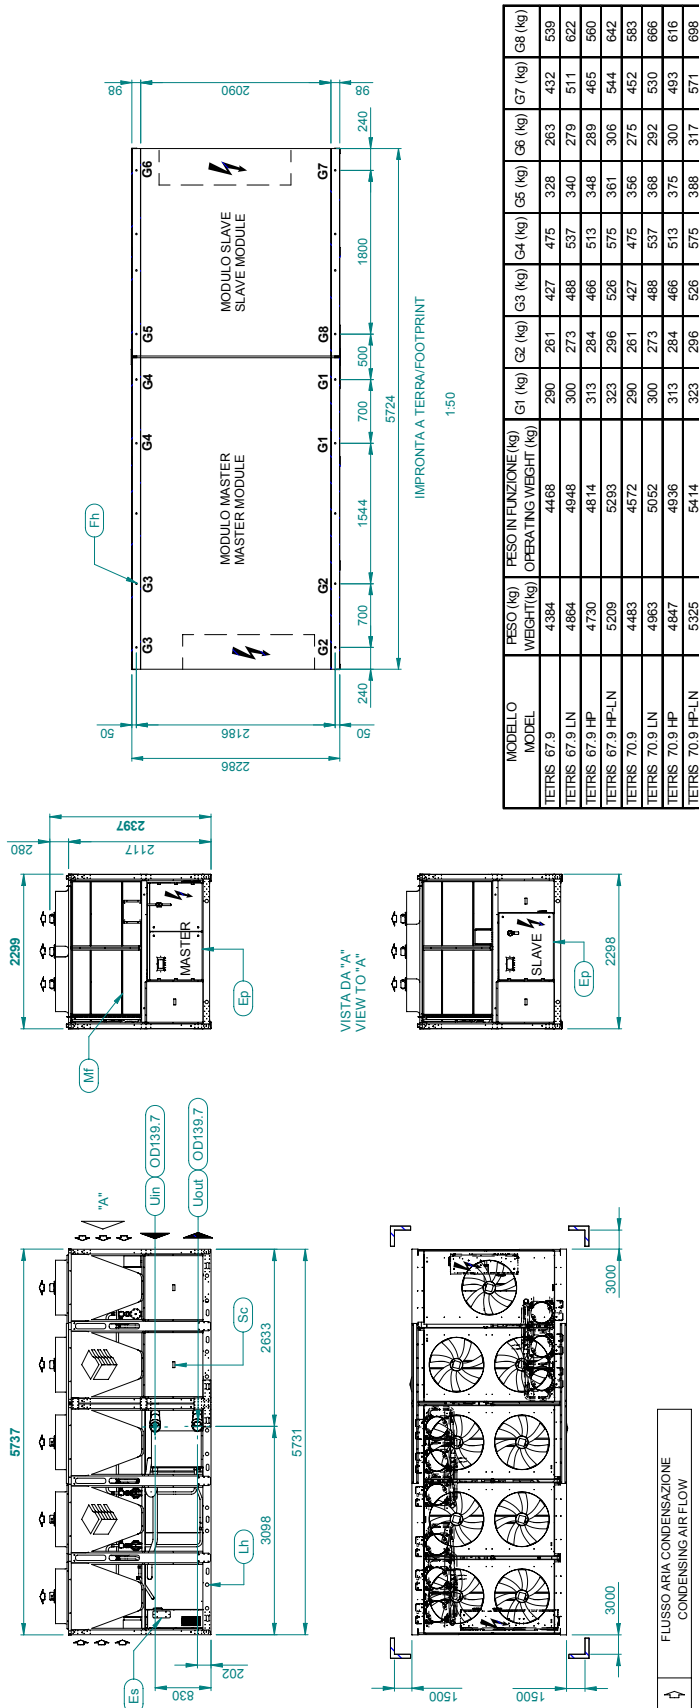 5737
"A"
Uin
OD139.7
Uout
OD139.7
Sc
Lh
Es
830
202
3098
2633
5731
2299
280
2117
2397
MASTER
Mf
Ep
VISTA DA "A"
VIEW TO "A"
SLAVE
2298
Ep
3000
3000
1500
1500
FLUSSO ARIA CONDENSAZIONE
CONDENSING AIR FLOW
98
2090
98
Fh
G3
G3
G4
G4
G5
G6
MODULO MASTER
MASTER MODULE
MODULO SLAVE
SLAVE MODULE
G2
G2
G1
G1
G8
G7
50
2186
50
2286
240
700
1544
700
500
1800
240
5724
IMPRONTA A TERRA/FOOTPRINT
1:50
MODELLO PESO (kg) PESO IN FUNZIONE (kg) G1 (kg) G2 (kg) G3 (kg) G4 (kg) G5 (kg) G6 (kg) G7 (kg) G8 (kg)
MODEL WEIGHT(kg) OPERATING WEIGHT (kg)
TETRIS 67.9 4384 4468 290 261 427 475 328 263 432 539
TETRIS 67.9 LN 4864 4948 300 273 488 537 340 279 511 622
TETRIS 67.9 HP 4730 4814 313 284 466 513 348 289 465 560
TETRIS 67.9 HP-LN 5209 5293 323 296 526 575 361 306 544 642
TETRIS 70.9 4483 4572 290 261 427 475 356 275 452 583
TETRIS 70.9 LN 4963 5052 300 273 488 537 368 292 530 666
TETRIS 70.9 HP 4847 4936 313 284 466 513 375 300 493 616
TETRIS 70.9 HP-LN 5325 5414 323 296 526 575 388 317 571 698